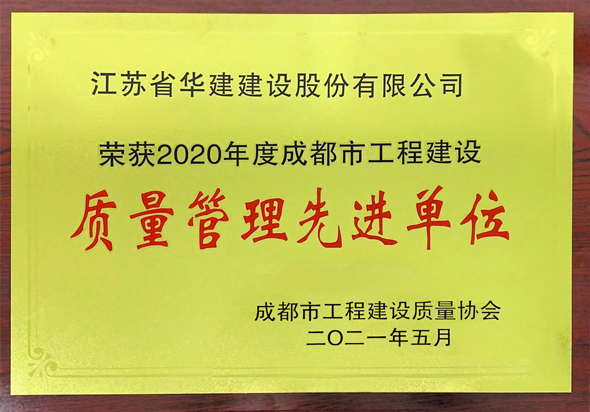 江苏省华建建设股份有限公司
荣获2020年度成都市工程建设
质量管理先进单位
成都市工程建设质量协会
二〇二一年五月